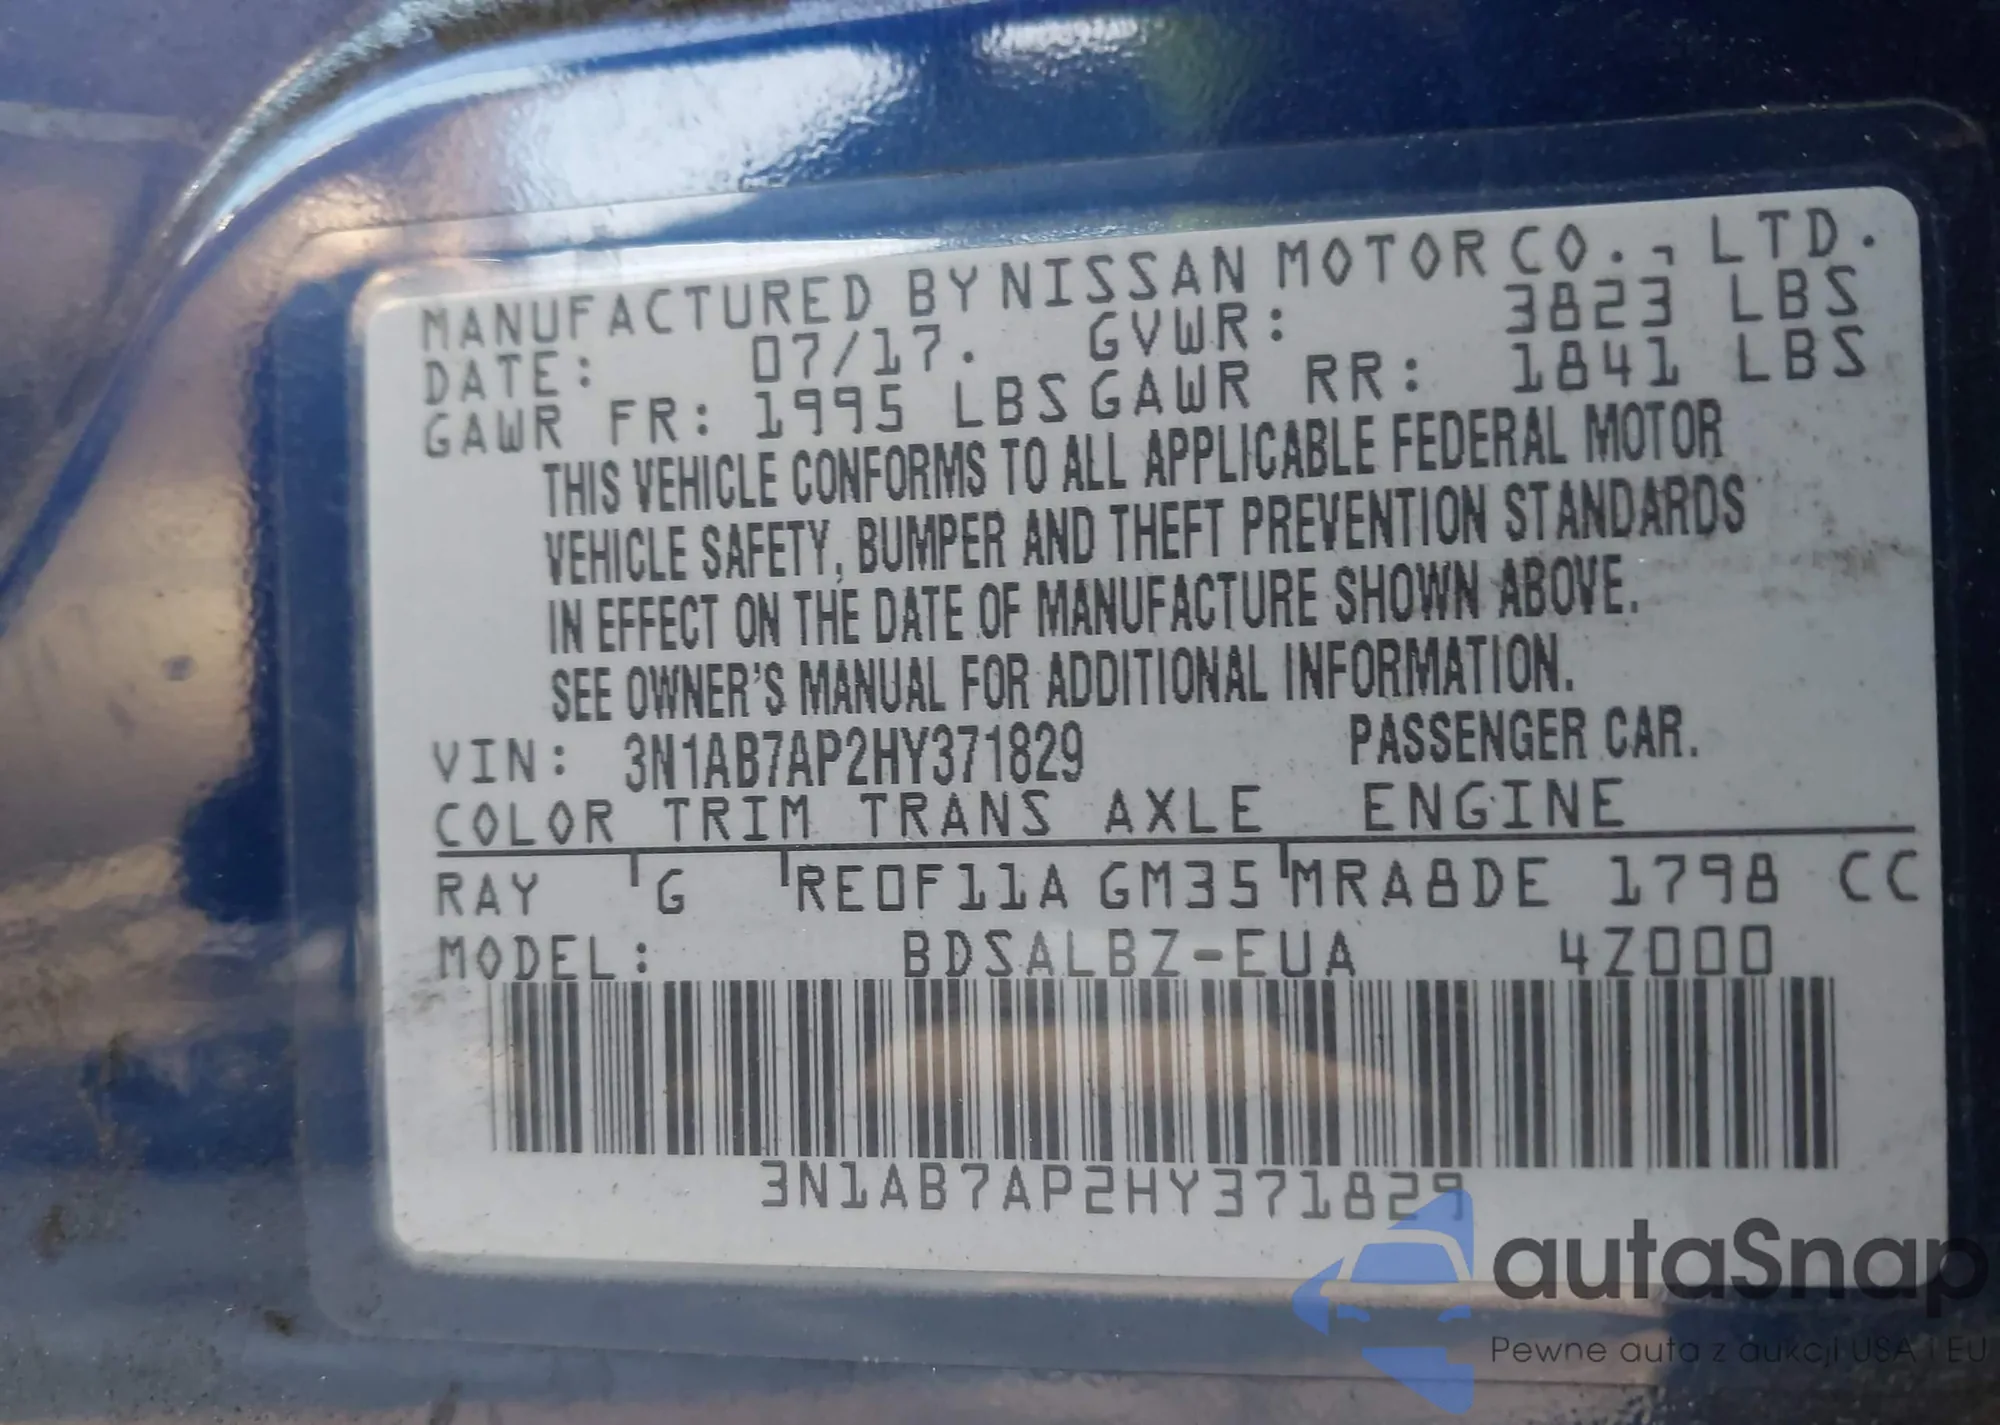 MANUFACTURED BY NISSAN MOTOR CO., LTD.
DATE: 07/17. GVWR: 3823 LBS
GAWR FR: 1995 LBS GAWR RR: 1841 LBS
THIS VEHICLE CONFORMS TO ALL APPLICABLE FEDERAL MOTOR
VEHICLE SAFETY, BUMPER AND THEFT PREVENTION STANDARDS
IN EFFECT ON THE DATE OF MANUFACTURE SHOWN ABOVE.
SEE OWNER'S MANUAL FOR ADDITIONAL INFORMATION.
VIN: 3N1AB7AP2HY371829 PASSENGER CAR.
COLOR TRIM TRANS AXLE ENGINE
RAY G RE0F11A GM35 MRA8DE 1798 CC
MODEL: BDSALBZ-EUA 4Z000
3N1AB7AP2HY371829
autaSnap
Pewne auta z aukcji USA i EU